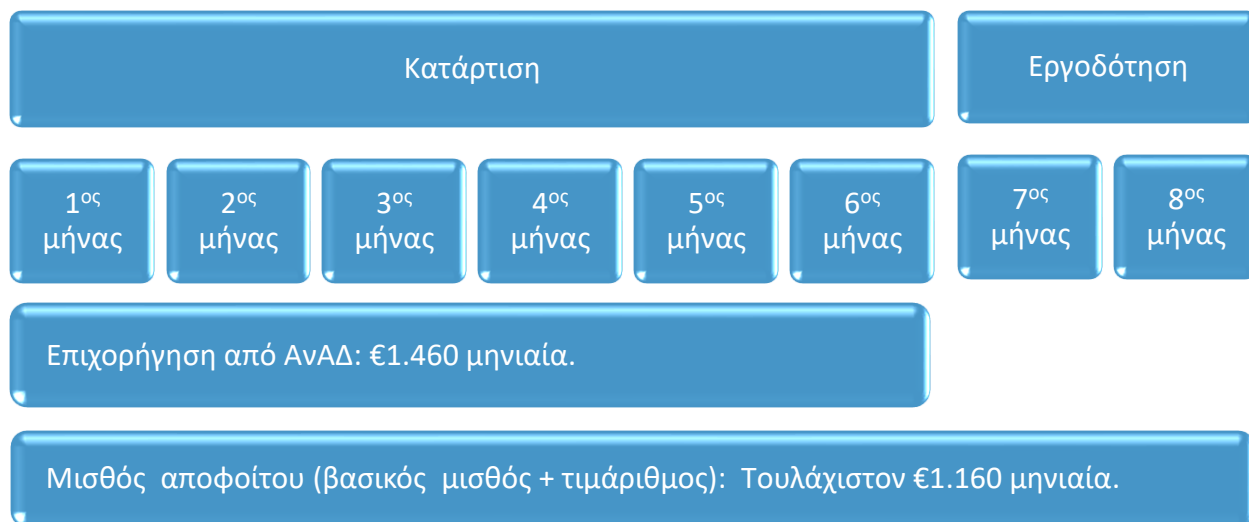 Κατάρτιση
Εργοδότηση
1ος
μήνας
2ος
μήνας
3ος
μήνας
4ος
μήνας
5ος
μήνας
6ος
μήνας
7ος
μήνας
8ος
μήνας
Επιχορήγηση από ΑνΑΔ: €1.460 μηνιαία.
Μισθός αποφοίτου (βασικός μισθός + τιμάριθμος): Τουλάχιστον €1.160 μηνιαία.